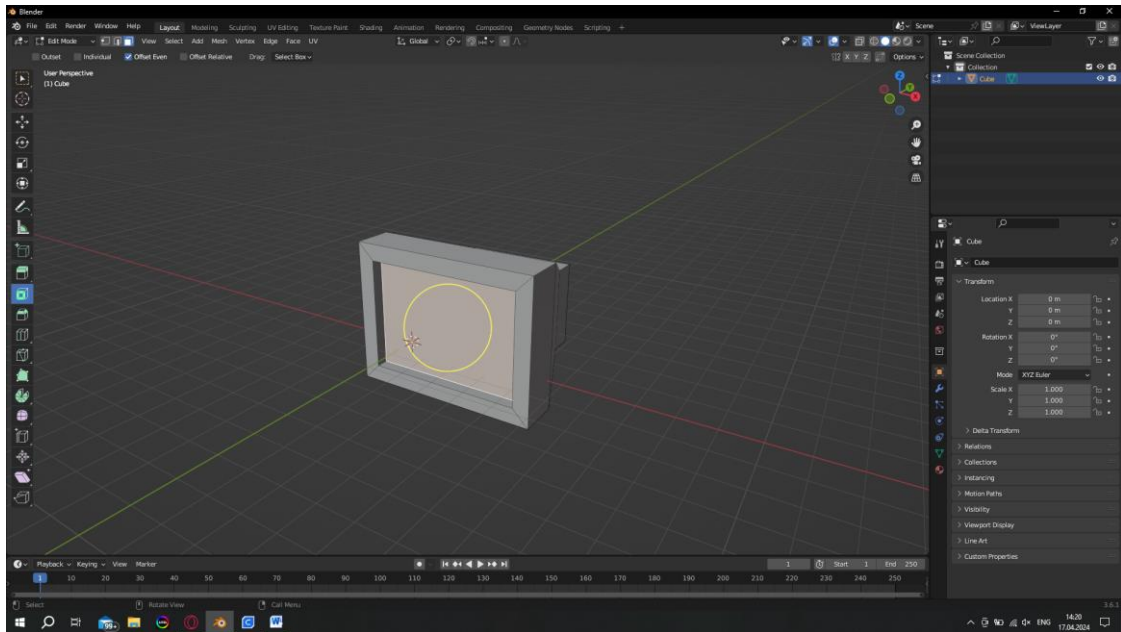 Blender
File Edit Render Window Help Layout Modeling Sculpting UV Editing Texture Paint Shading Animation Rendering Compositing Geometry Nodes Scripting + Scene ViewLayer
Edit Mode View Select Add Mesh Vertex Edge Face UV Global
Outset Individual Offset Even Offset Relative Drag: Select Box X Y Z Options
User Perspective
(1) Cube
Z
Scene Collection
Collection
Cube
Cube
Cube
Transform
Location X 0 m
Y 0 m
Z 0 m
Rotation X 0°
Y 0°
Z 0°
Mode XYZ Euler
Scale X 1.000
Y 1.000
Z 1.000
Delta Transform
Relations
Collections
Instancing
Motion Paths
Visibility
Viewport Display
Line Art
Custom Properties
Playback Keying View Marker 1 Start 1 End 250
1 10 20 30 40 50 60 70 80 90 100 110 120 130 140 150 160 170 180 190 200 210 220 230 240 250
Select Rotate View Call Menu 3.6.1
99+ ENG 14:20
17.04.2024